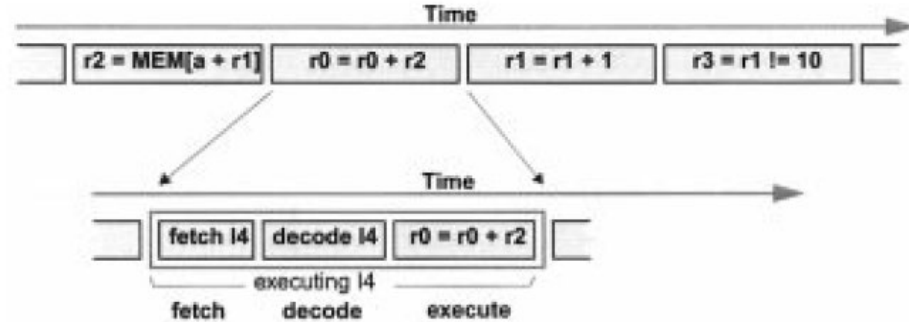 Time
r2 = MEM[a + r1] r0 = r0 + r2 r1 = r1 + 1 r3 = r1 != 10
Time
fetch I4 decode I4 r0 = r0 + r2
executing I4
fetch decode execute